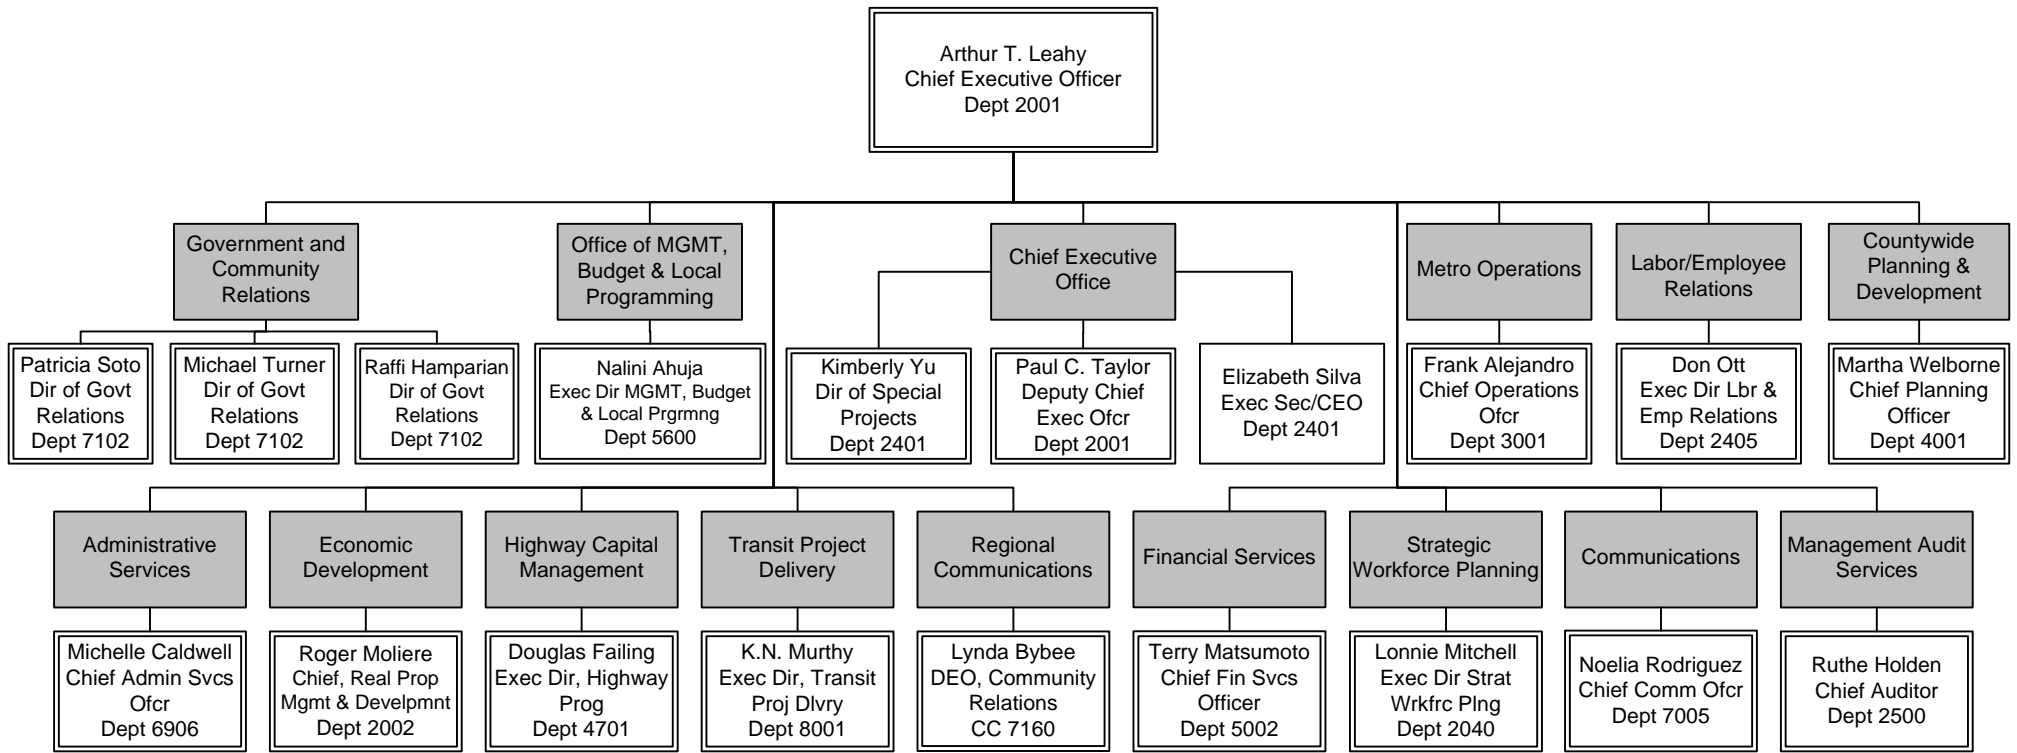 Arthur T. Leahy
Chief Executive Officer
Dept 2001
Government and
Community
Relations
Office of MGMT,
Budget & Local
Programming
Chief Executive
Office
Metro Operations
Labor/Employee
Relations
Countywide
Planning &
Development
Patricia Soto
Dir of Govt
Relations
Dept 7102
Michael Turner
Dir of Govt
Relations
Dept 7102
Raffi Hamparian
Dir of Govt
Relations
Dept 7102
Nalini Ahuja
Exec Dir MGMT, Budget
& Local Prgrmng
Dept 5600
Kimberly Yu
Dir of Special
Projects
Dept 2401
Paul C. Taylor
Deputy Chief
Exec Ofcr
Dept 2001
Elizabeth Silva
Exec Sec/CEO
Dept 2401
Frank Alejandro
Chief Operations
Ofcr
Dept 3001
Don Ott
Exec Dir Lbr &
Emp Relations
Dept 2405
Martha Welborne
Chief Planning
Officer
Dept 4001
Administrative
Services
Economic
Development
Highway Capital
Management
Transit Project
Delivery
Regional
Communications
Financial Services
Strategic
Workforce Planning
Communications
Management Audit
Services
Michelle Caldwell
Chief Admin Svcs
Ofcr
Dept 6906
Roger Moliere
Chief, Real Prop
Mgmt & Develpmnt
Dept 2002
Douglas Failing
Exec Dir, Highway
Prog
Dept 4701
K.N. Murthy
Exec Dir, Transit
Proj Dlvry
Dept 8001
Lynda Bybee
DEO, Community
Relations
CC 7160
Terry Matsumoto
Chief Fin Svcs
Officer
Dept 5002
Lonnie Mitchell
Exec Dir Strat
Wrkfrc Plng
Dept 2040
Noelia Rodriguez
Chief Comm Ofcr
Dept 7005
Ruthe Holden
Chief Auditor
Dept 2500